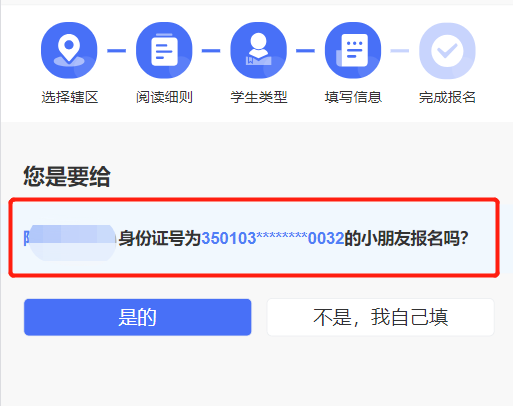 选择辖区
阅读细则
学生类型
填写信息
完成报名
您是要给
身份证号为350103********0032的小朋友报名吗?
是的
不是，我自己填